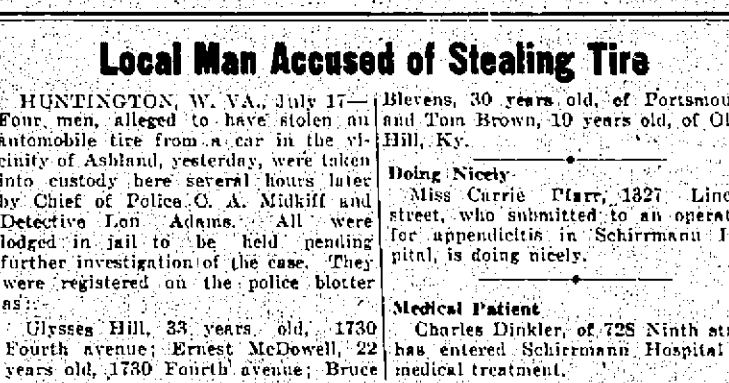 Local Man Accused of Stealing Tire
HUNTINGTON, W. VA., July 17—
Four men, alleged to have stolen an
automobile tire from a car in the vi-
cinity of Ashland, yesterday, were taken
into custody here several hours later
by Chief of Police C. A. Midkiff and
Detective Lon Adams. All were
lodged in jail to be held pending
further investigation of the case. They
were registered on the police blotter
as:
Ulysses Hill, 33 years old, 1730
Fourth avenue; Ernest McDowell, 22
years old, 1730 Fourth avenue; Bruce
Blevens, 30 years old, of Portsmou
and Tom Brown, 19 years old, of Ol
Hill, Ky.
Doing Nicely
Miss Carrie Pfarr, 1327 Linc
street, who submitted to an operat
for appendicitis in Schirrmann H
pital, is doing nicely.
Medical Patient
Charles Dinkler, of 728 Ninth str
has entered Schirrmann Hospital
medical treatment.